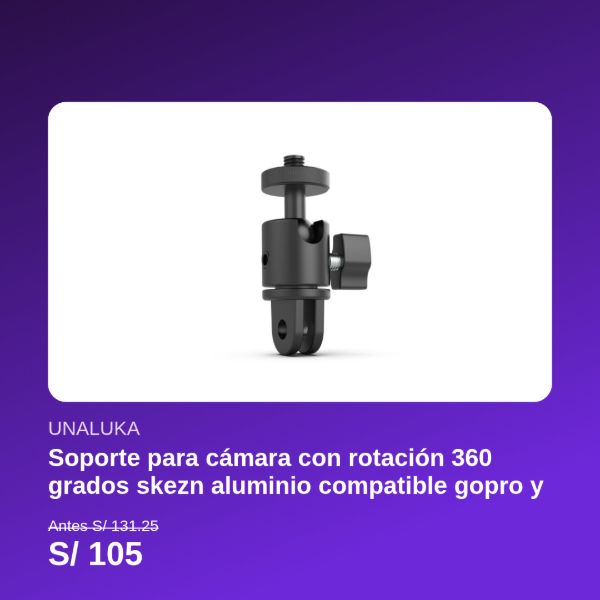 UNALUKA
Soporte para cámara con rotación 360
grados skezn aluminio compatible gopro y
Antes S/ 131.25
S/ 105